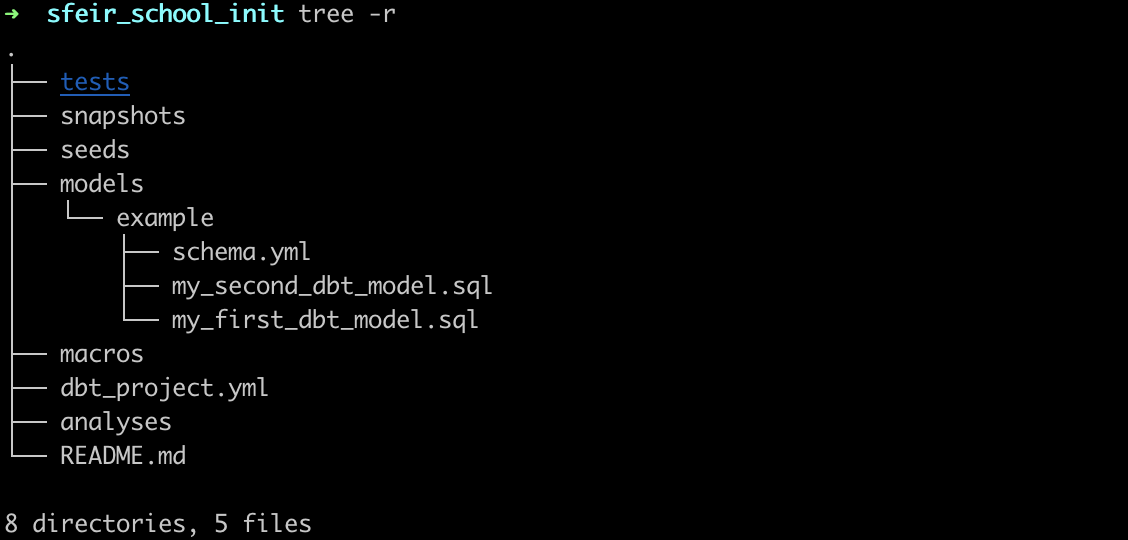 ➜  sfeir_school_init tree -r
.
├── tests
├── snapshots
├── seeds
├── models
│   └── example
│       ├── schema.yml
│       ├── my_second_dbt_model.sql
│       └── my_first_dbt_model.sql
├── macros
├── dbt_project.yml
├── analyses
└── README.md

8 directories, 5 files